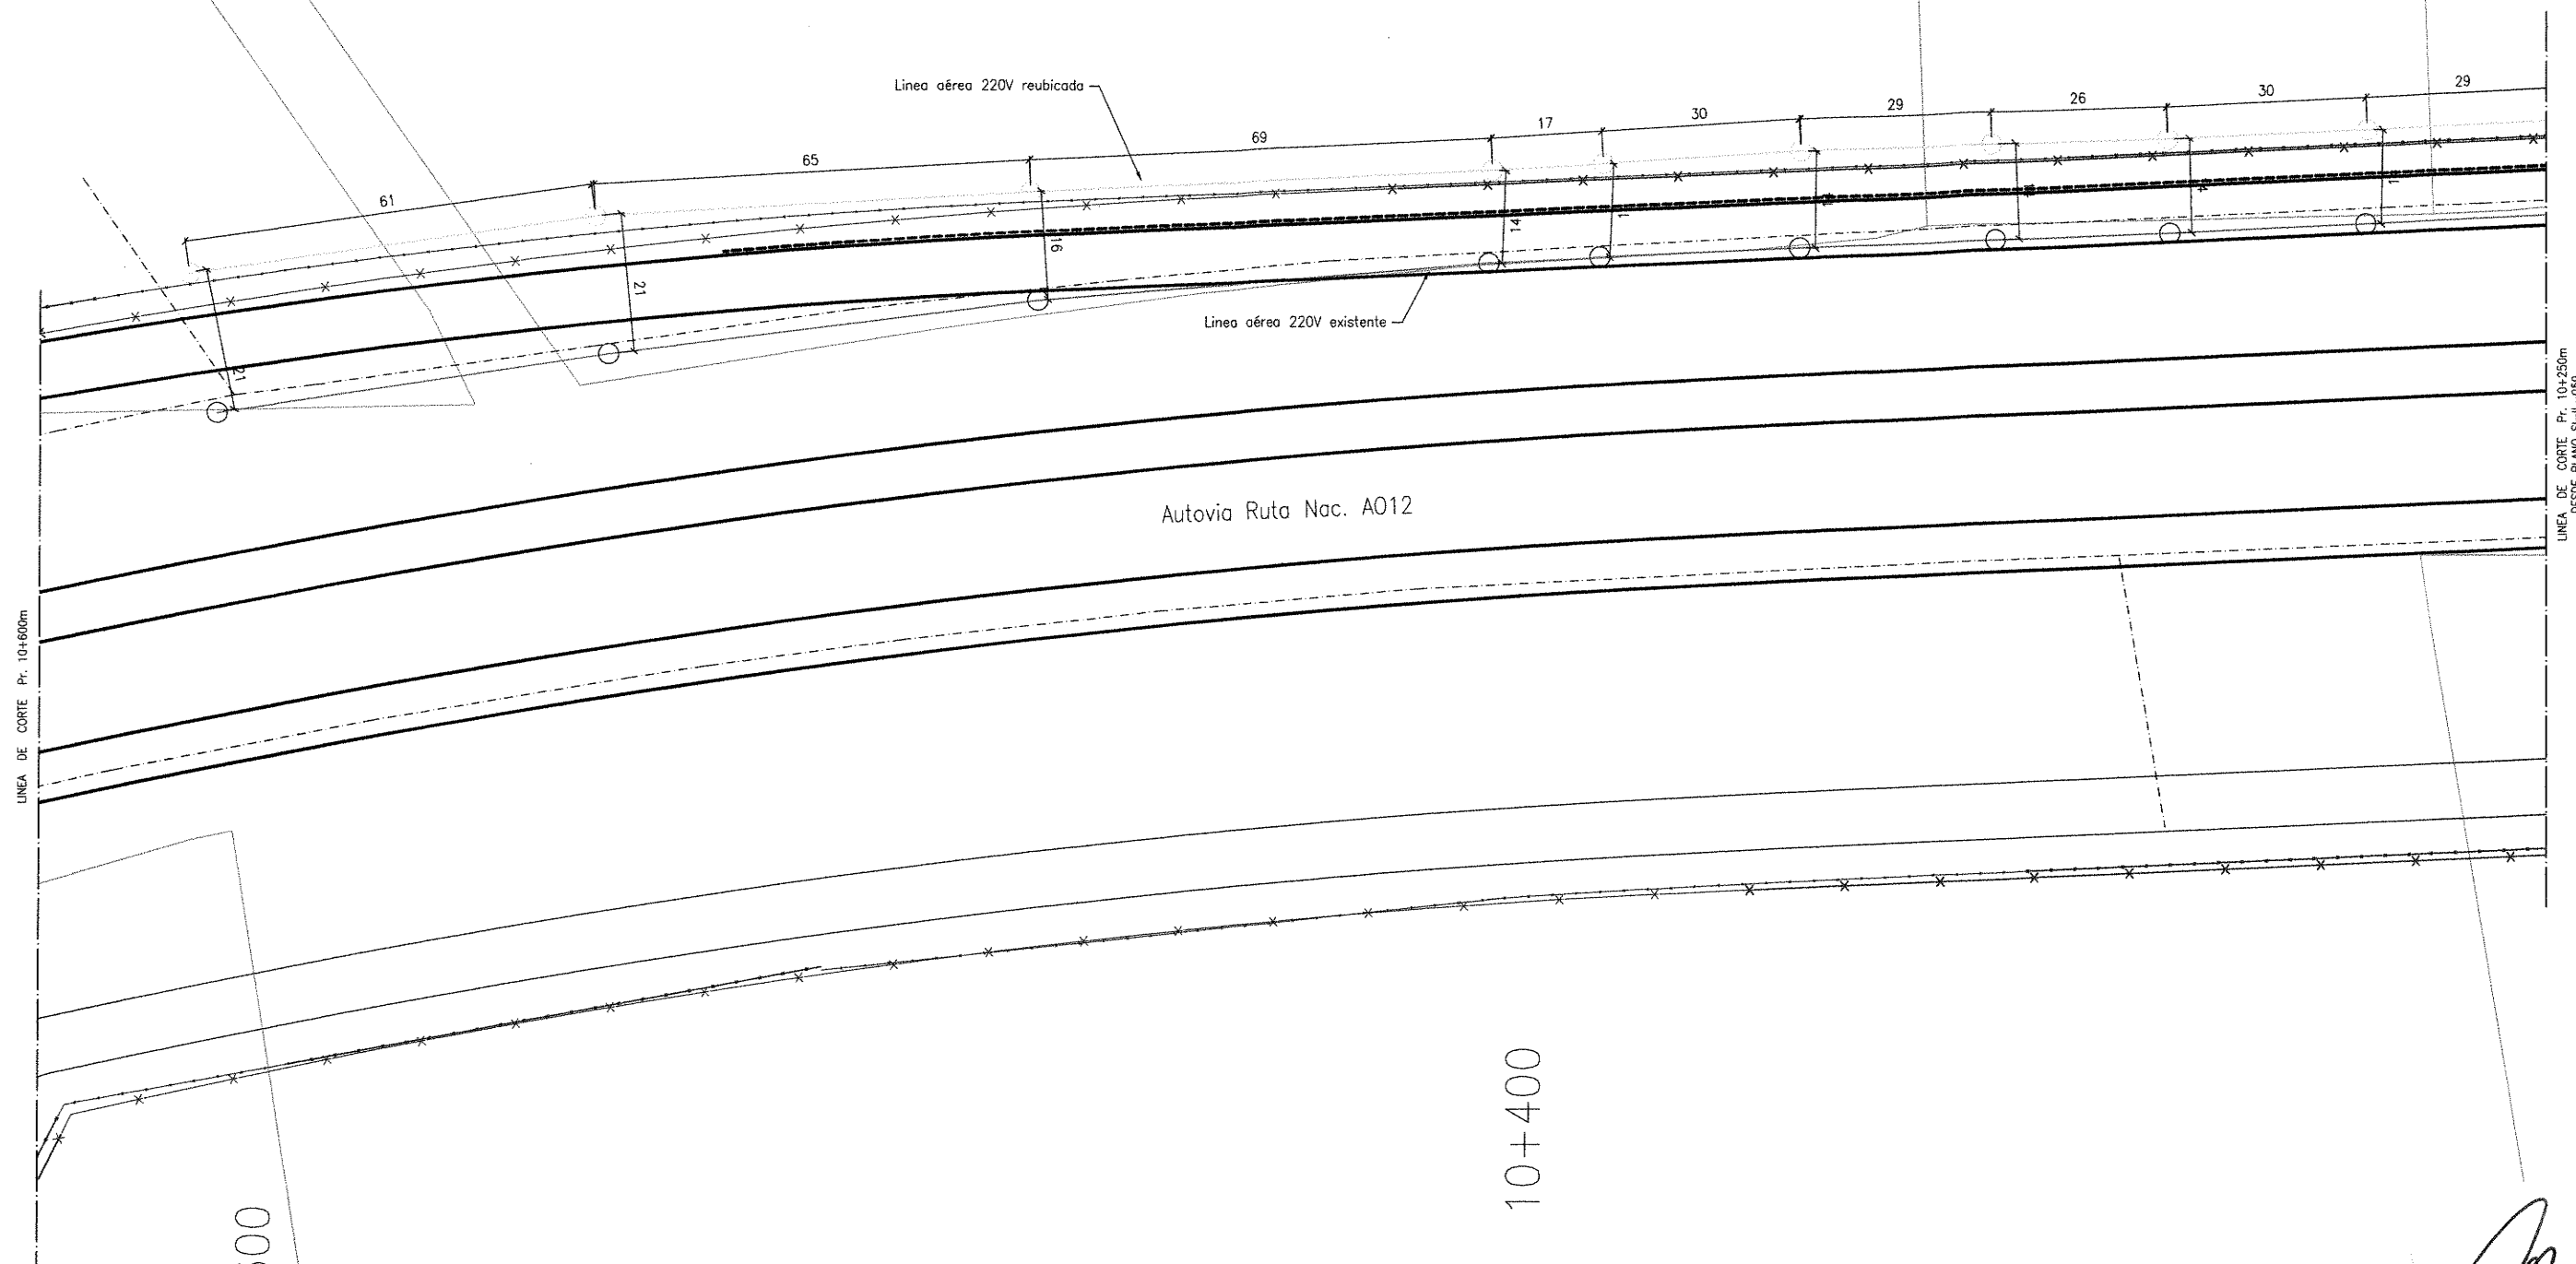 Linea aérea 220V reubicada
61
65
69
17
30
29
26
30
29
21
21
16
14
Linea aérea 220V existente
Autovia Ruta Nac. AO12
LINEA DE CORTE Pr. 10+600m
LINEA DE CORTE Pr. 10+250m
10+400